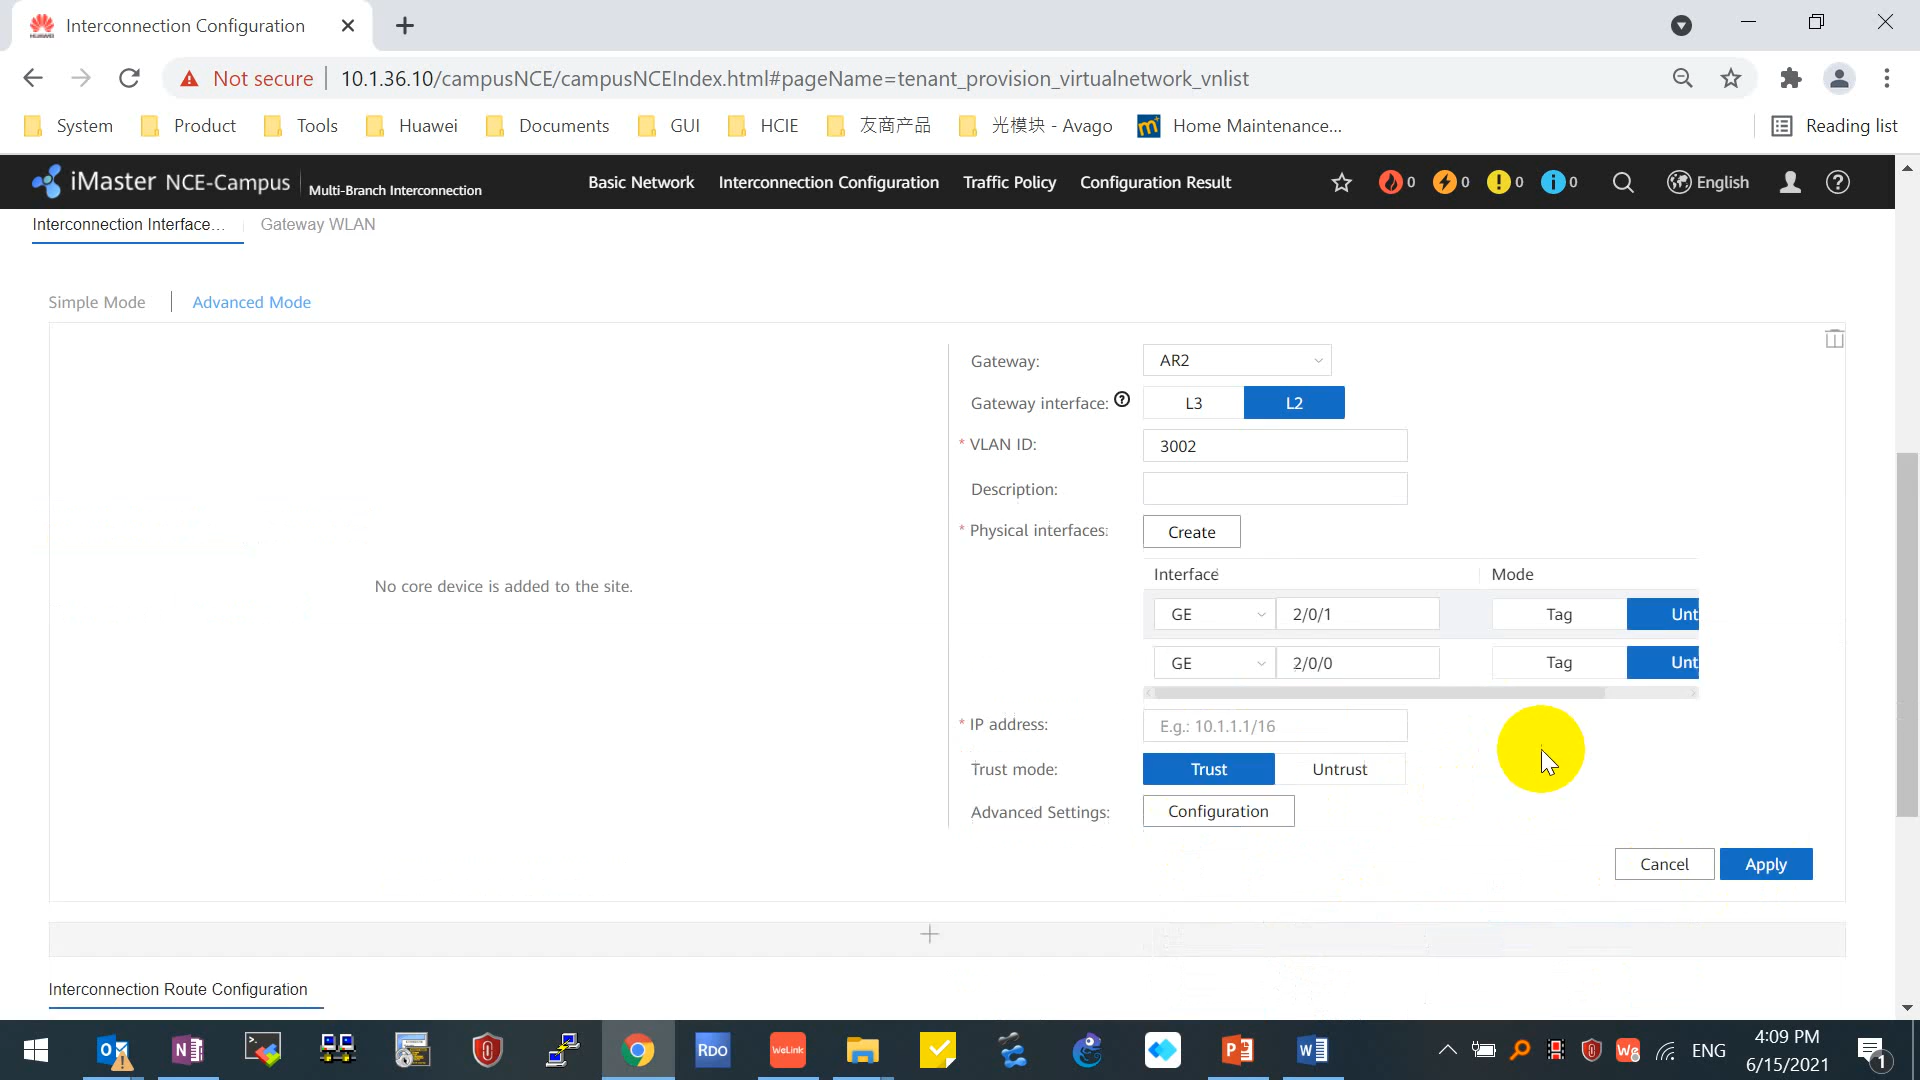 Interconnection Configuration
Not secure
10.1.36.10/campusNCE/campusNCEIndex.html#pageName=tenant_provision_virtualnetwork_vnlist
System Product Tools Huawei Documents GUI HCIE 友商产品 光模块 - Avago Home Maintenance... Reading list
iMaster NCE-Campus Multi-Branch Interconnection Basic Network Interconnection Configuration Traffic Policy Configuration Result 0 0 0 0 English
Interconnection Interface... Gateway WLAN
Simple Mode Advanced Mode
Gateway: AR2
Gateway interface: L3 L2
* VLAN ID: 3002
Description:
* Physical interfaces: Create
Interface Mode
GE 2/0/1 Tag Unt
No core device is added to the site.
GE 2/0/0 Tag Unt
* IP address: E.g.: 10.1.1.1/16
Trust mode: Trust Untrust
Advanced Settings: Configuration
Cancel Apply
Interconnection Route Configuration
RDO WeLink ENG
4:09 PM
6/15/2021
1